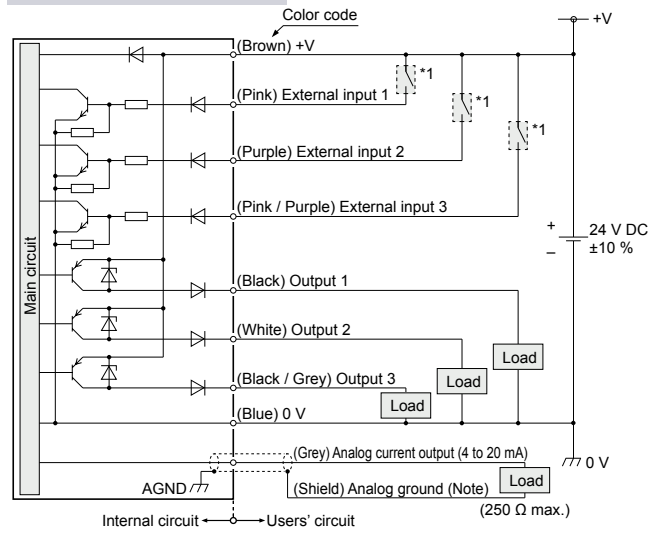 Color code
+V
(Brown) +V
*1
(Pink) External input 1
*1
*1
(Purple) External input 2
(Pink / Purple) External input 3
+
24 V DC
±10 %
–
Main circuit
(Black) Output 1
(White) Output 2
Load
Load
(Black / Grey) Output 3
Load
(Blue) 0 V
(Grey) Analog current output (4 to 20 mA)
0 V
Load
AGND
(Shield) Analog ground (Note)
(250 Ω max.)
Internal circuit
Users' circuit